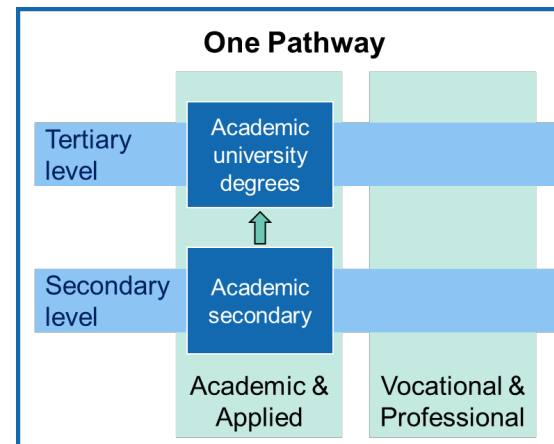 One Pathway
Tertiary
level
Academic
university
degrees
Secondary
level
Academic
secondary
Academic &
Applied
Vocational &
Professional